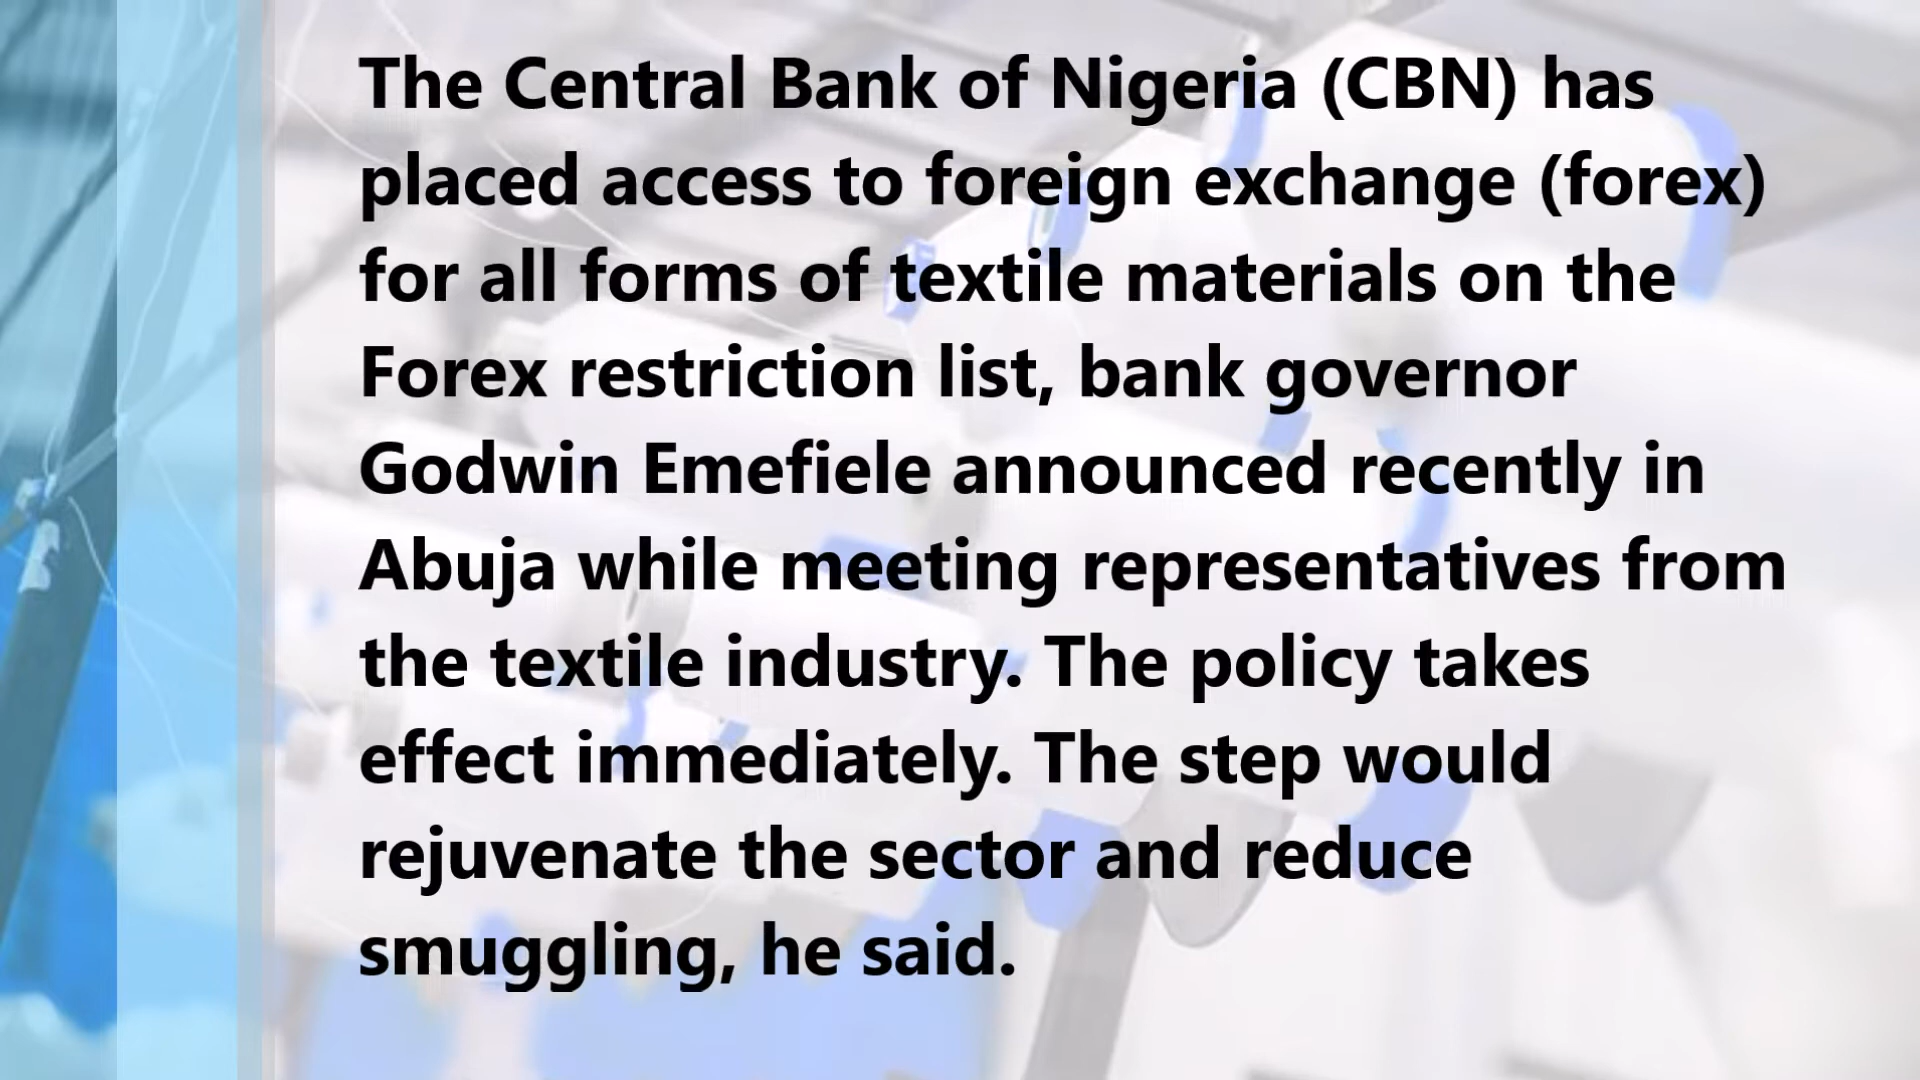 The Central Bank of Nigeria (CBN) has
placed access to foreign exchange (forex)
for all forms of textile materials on the
Forex restriction list, bank governor
Godwin Emefiele announced recently in
Abuja while meeting representatives from
the textile industry. The policy takes
effect immediately. The step would
rejuvenate the sector and reduce
smuggling, he said.